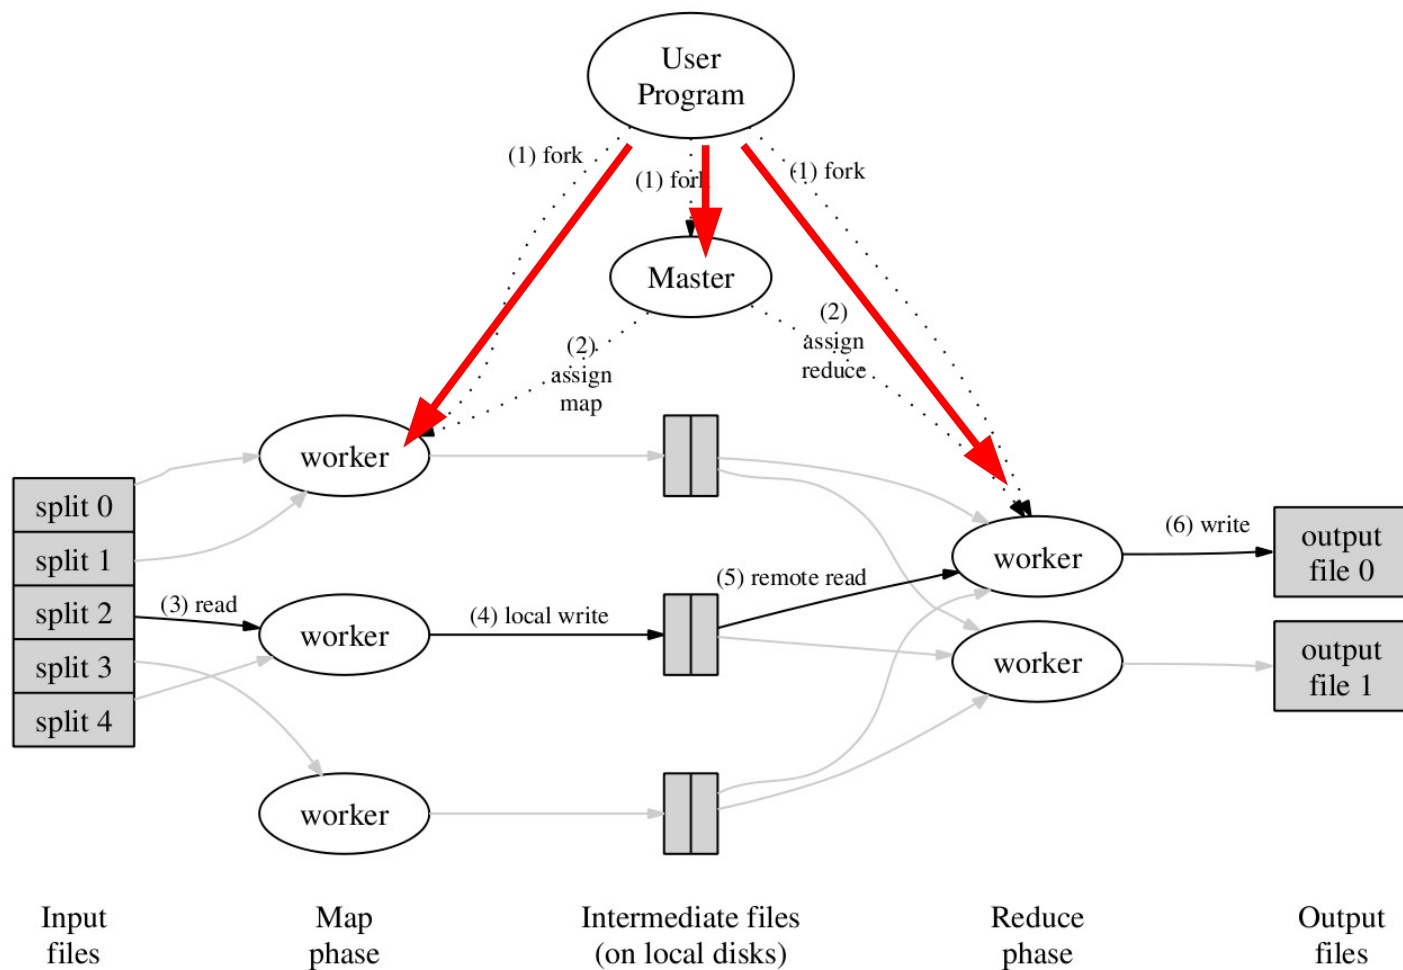 User
Program
(1) fork
(1) fork
(1) fork
Master
(2)
assign
map
(2)
assign
reduce
worker
split 0
split 1
split 2
split 3
split 4
(3) read
worker
(4) local write
(5) remote read
worker
(6) write
output
file 0
worker
output
file 1
worker
Input
files
Map
phase
Intermediate files
(on local disks)
Reduce
phase
Output
files